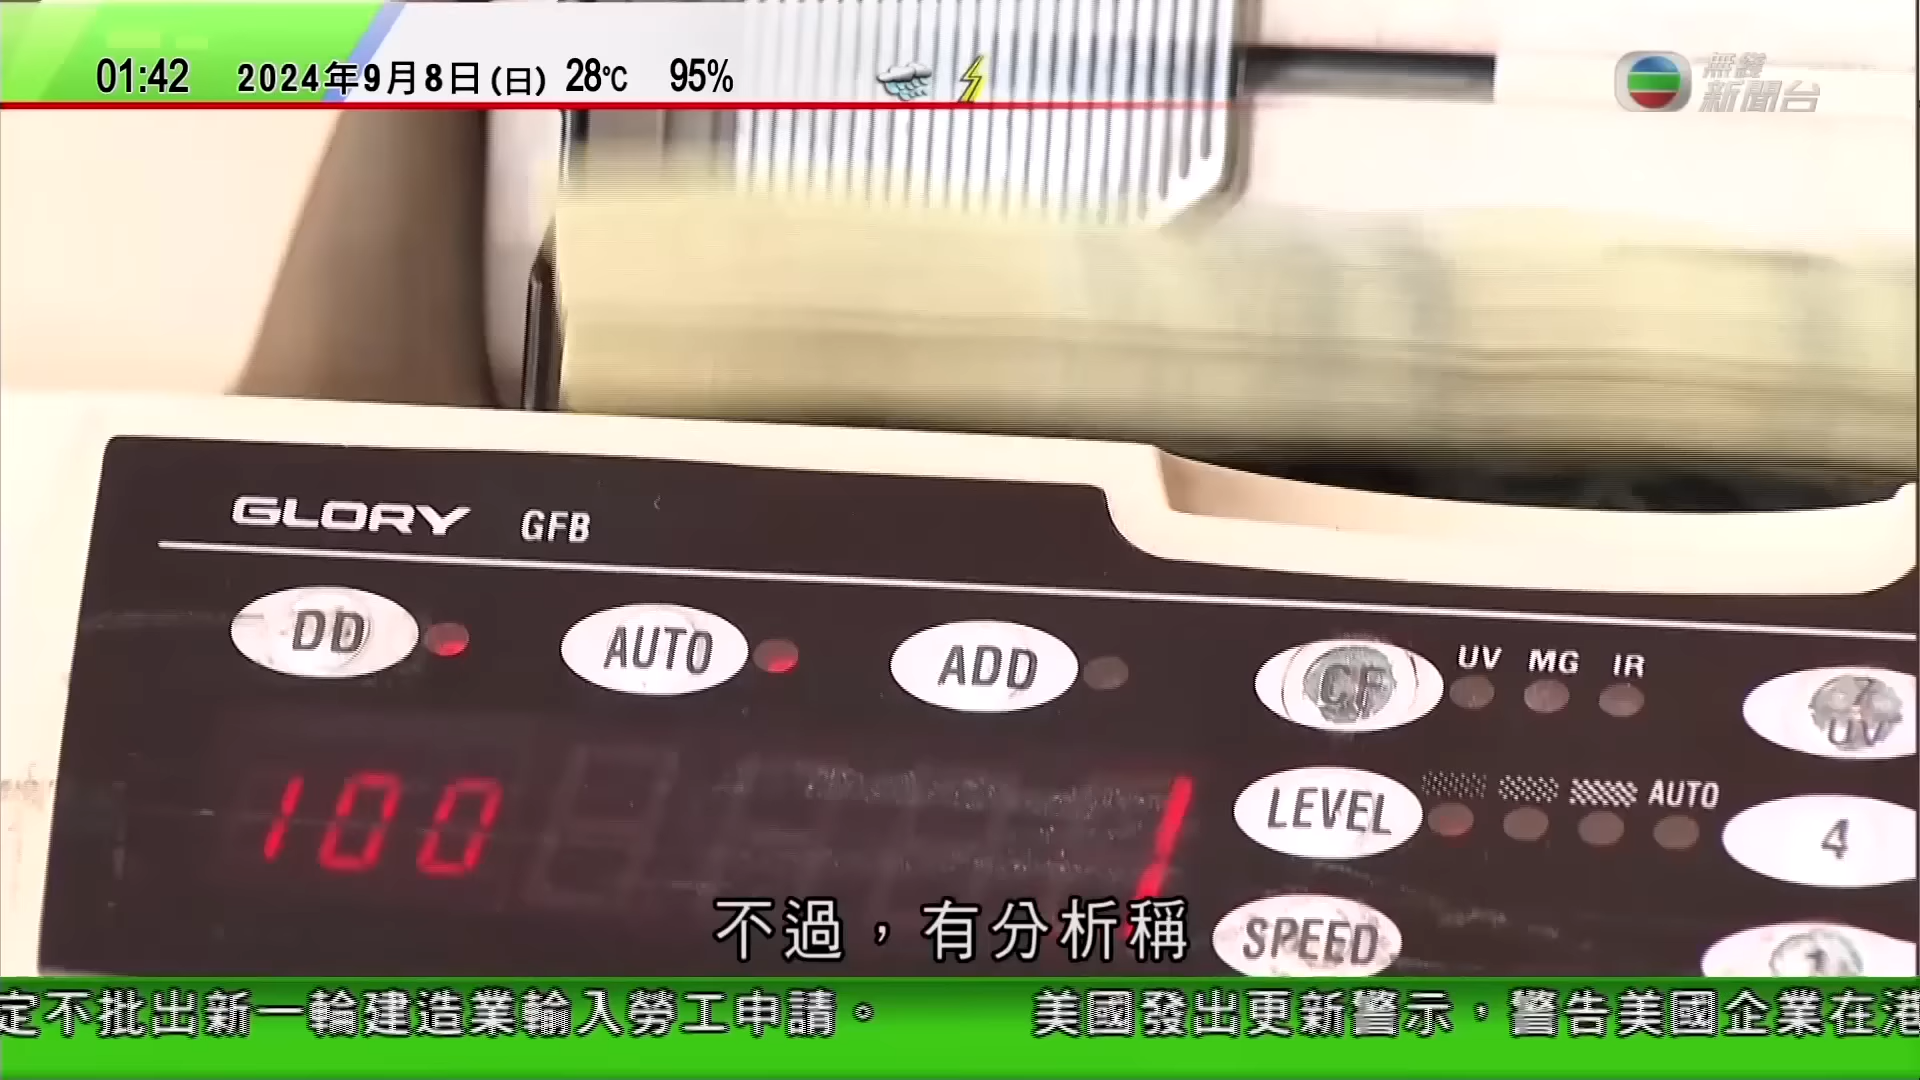 01:42 2024年9月8日(日) 28℃ 95%
無綫
新聞台
GLORY GFB
DD AUTO ADD CF UV MG IR
UV
100 1
LEVEL AUTO 4
SPEED 1
不過，有分析稱
定不批出新一輪建造業輸入勞工申請。 美國發出更新警示，警告美國企業在港